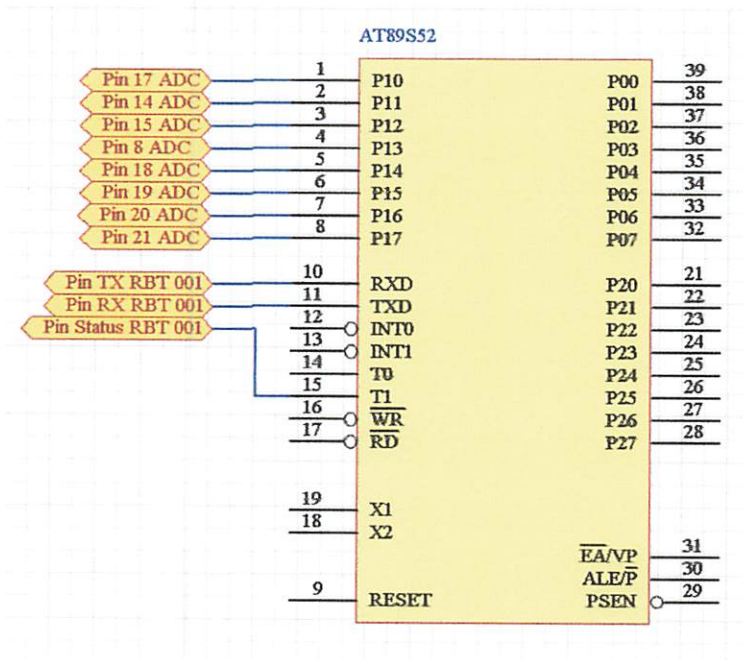 AT89S52
Pin 17 ADC 1 P10 P00 39
Pin 14 ADC 2 P11 P01 38
Pin 15 ADC 3 P12 P02 37
Pin 8 ADC 4 P13 P03 36
Pin 18 ADC 5 P14 P04 35
Pin 19 ADC 6 P15 P05 34
Pin 20 ADC 7 P16 P06 33
Pin 21 ADC 8 P17 P07 32
Pin TX RBT 001 10 RXD P20 21
Pin RX RBT 001 11 TXD P21 22
Pin Status RBT 001 12 INT0 P22 23
13 INT1 P23 24
14 T0 P24 25
15 T1 P25 26
16 WR P26 27
17 RD P27 28
19 X1
18 X2
EA/VP 31
ALE/P 30
9 RESET PSEN 29